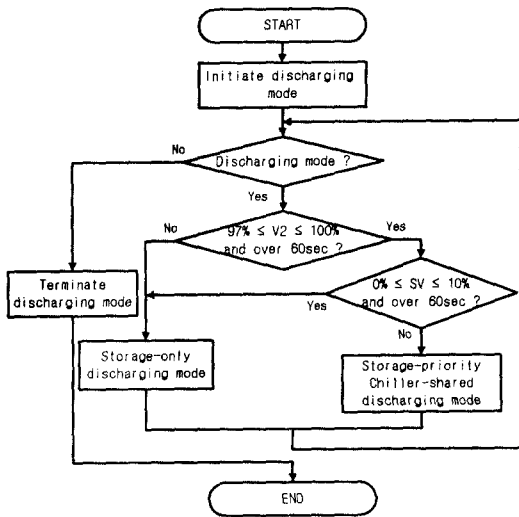 START
Initiate discharging
mode
No
Discharging mode ?
Yes
No
97% ≤ V2 ≤ 100%
and over 60sec ?
Yes
Terminate
discharging mode
Yes
0% ≤ SV ≤ 10%
and over 60sec ?
No
Storage-only
discharging mode
Storage-priority
Chiller-shared
discharging mode
END